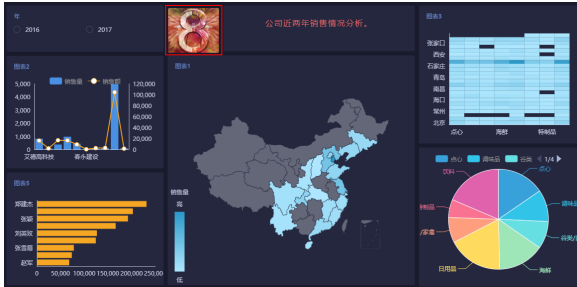 年
2016
2017
公司近两年销售情况分析。
图表2
销售量
销售额
5,000
4,000
3,000
2,000
1,000
0
120,000
100,000
80,000
60,000
40,000
20,000
0
艾德高科技
春永建设
图表1
销售量
高
低
图表3
张家口
西安
石家庄
青岛
南昌
海口
常州
北京
点心
海鲜
特制品
图表5
郑建杰
张颖
刘英玫
张雪眉
赵军
0
50,000
100,000
150,000
200,000
250,00
点心
调味品
谷类
1/4
饮料
点心
调味
谷类/
海鲜
日用品
/家禽
特制品